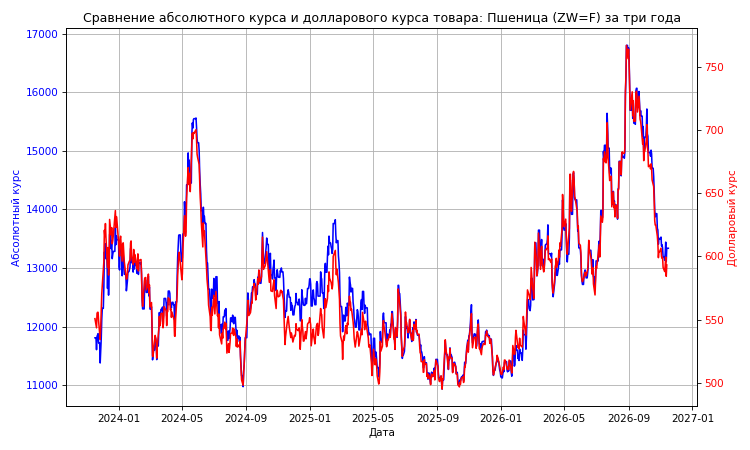 Сравнение абсолютного курса и долларового курса товара: Пшеница (ZW=F) за три года
17000
16000
15000
14000
13000
12000
11000
Абсолютный курс
750
700
650
600
550
500
Долларовый курс
2024-01 2024-05 2024-09 2025-01 2025-05 2025-09 2026-01 2026-05 2026-09 2027-01
Дата